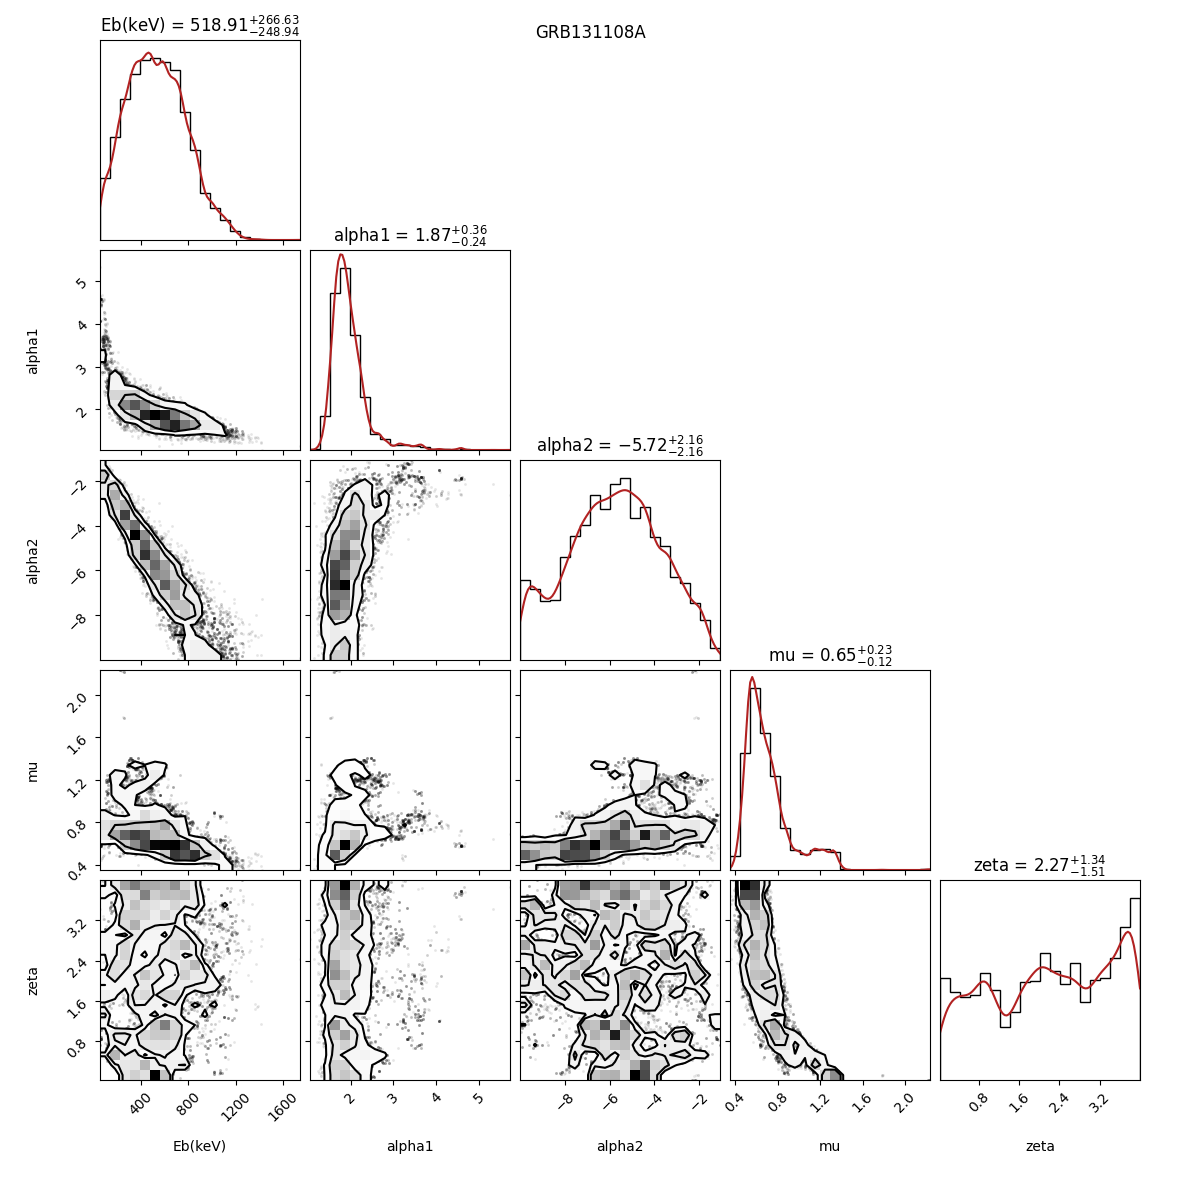 GRB131108A
Eb(keV) = 518.91+266.63−248.94
alpha1 = 1.87+0.36−0.24
5
4
3
2
alpha1
alpha2 = −5.72+2.16−2.16
−2
−4
−6
−8
alpha2
mu = 0.65+0.23−0.12
2.0
1.6
1.2
0.8
0.4
mu
zeta = 2.27+1.34−1.51
3.2
2.4
1.6
0.8
zeta
400 800 1200 1600
2 3 4 5
−8 −6 −4 −2
0.4 0.8 1.2 1.6 2.0
0.8 1.6 2.4 3.2
Eb(keV) alpha1 alpha2 mu zeta